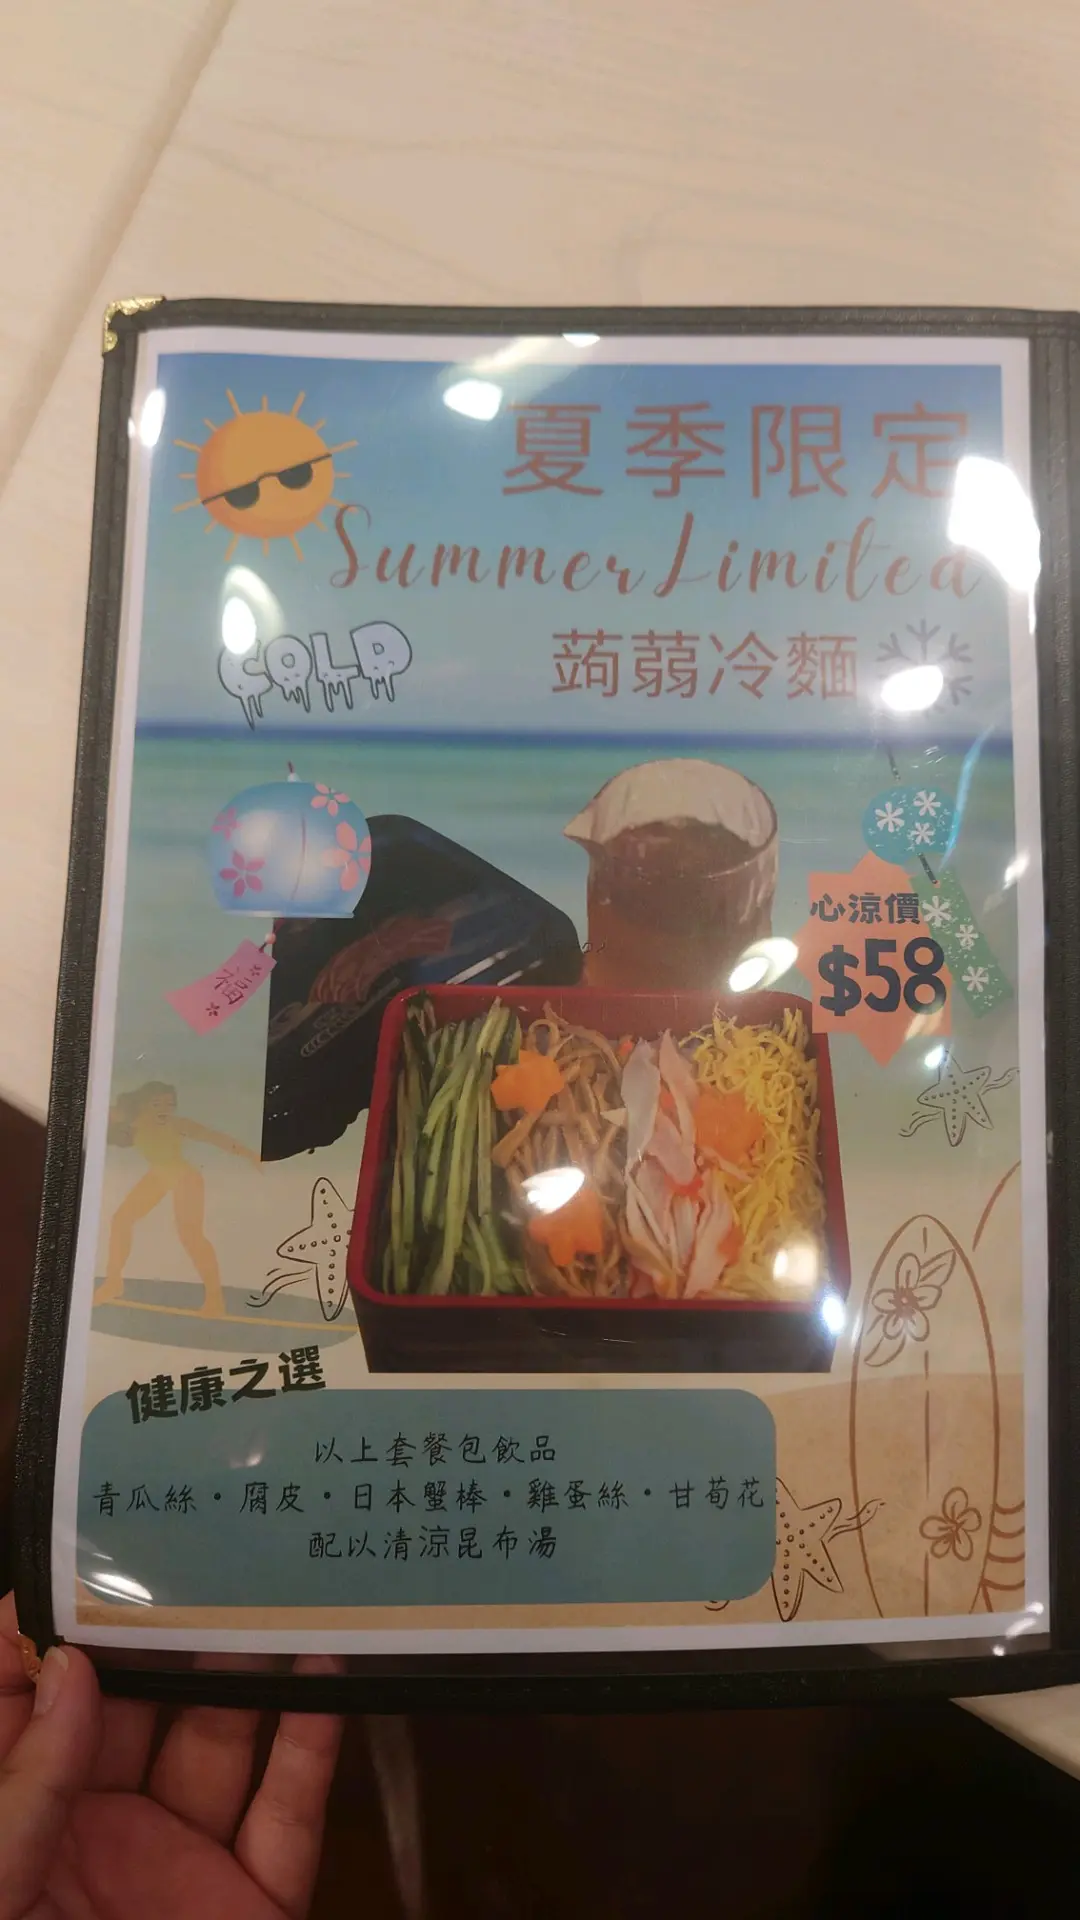 夏季限定
Summer Limited
COLD
蒟蒻冷麵
心涼價
$58
福
健康之選
以上套餐包飲品
青瓜絲・腐皮・日本蟹棒・雞蛋絲・甘荀花
配以清涼昆布湯